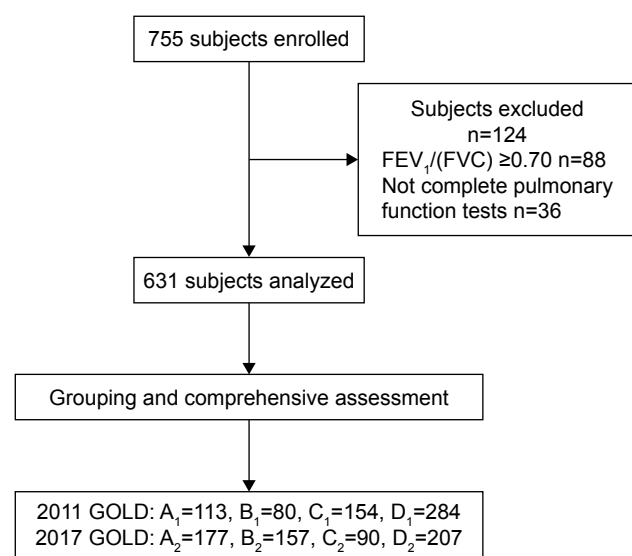 755 subjects enrolled
Subjects excluded
n=124
FEV₁/(FVC) ≥0.70 n=88
Not complete pulmonary
function tests n=36
631 subjects analyzed
Grouping and comprehensive assessment
2011 GOLD: A₁=113, B₁=80, C₁=154, D₁=284
2017 GOLD: A₂=177, B₂=157, C₂=90, D₂=207